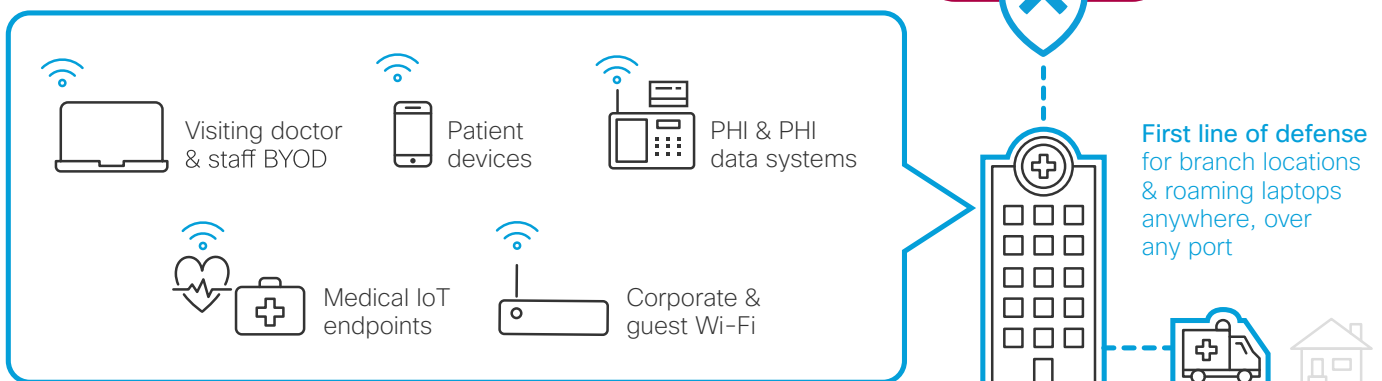 Visiting doctor
& staff BYOD
Patient
devices
PHI & PHI
data systems
Medical IoT
endpoints
Corporate &
guest Wi-Fi
First line of defense
for branch locations
& roaming laptops
anywhere, over
any port